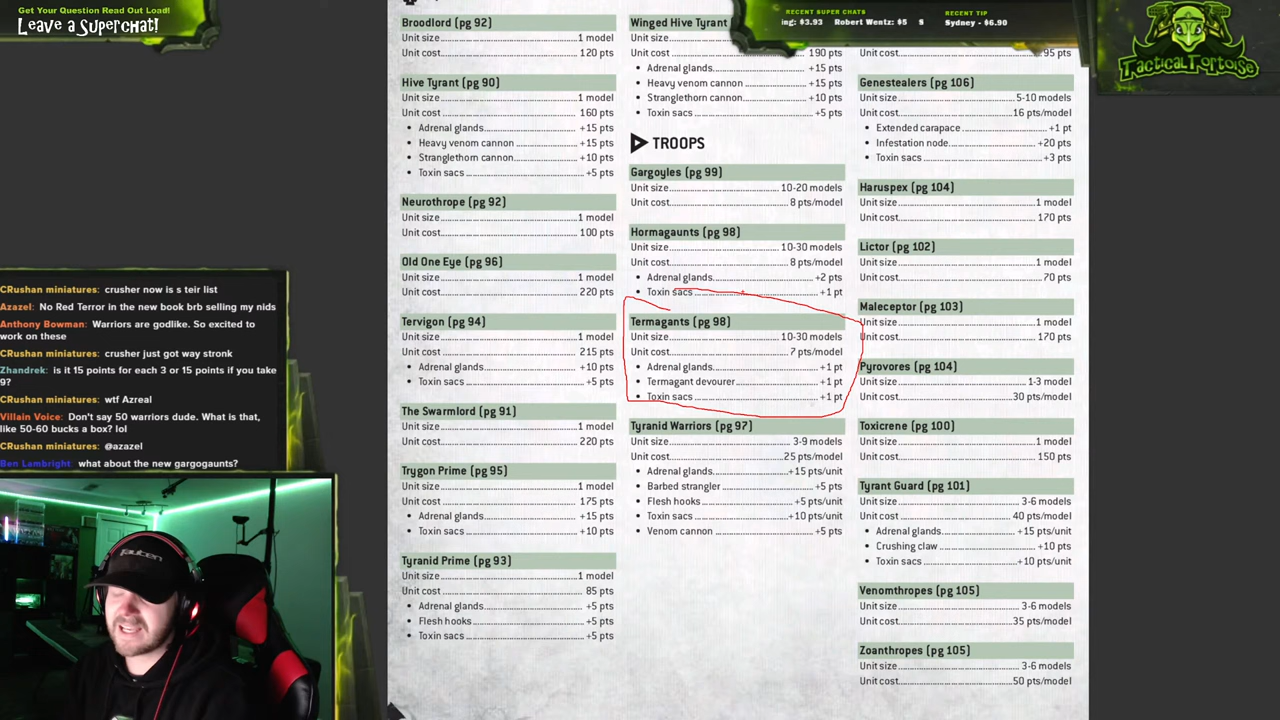 Get Your Question Read Out Load!
Leave a Superchat!
RECENT SUPER CHATS
ing: $3.93 Robert Wentz: $5 S
RECENT TIP
Sydney - $6.90
TacticalTortoise
CRushan miniatures: crusher now is s teir list
Azazel: No Red Terror in the new book brb selling my nids
Anthony Bowman: Warriors are godlike. So excited to
work on these
CRushan miniatures: crusher just got way stronk
Zhandrek: is it 15 points for each 3 or 15 points if you take
9?
CRushan miniatures: wtf Azreal
Villain Voice: Don't say 50 warriors dude. What is that,
like 50-60 bucks a box? lol
CRushan miniatures: @azazel
Ben Lambright: what about the new gargogaunts?
Broodlord (pg 92)
Unit size 1 model
Unit cost 120 pts
Hive Tyrant (pg 90)
Unit size 1 model
Unit cost 160 pts
• Adrenal glands +15 pts
• Heavy venom cannon +15 pts
• Stranglethorn cannon +10 pts
• Toxin sacs +5 pts
Neurothrope (pg 92)
Unit size 1 model
Unit cost 100 pts
Old One Eye (pg 96)
Unit size 1 model
Unit cost 220 pts
Tervigon (pg 94)
Unit size 1 model
Unit cost 215 pts
• Adrenal glands +10 pts
• Toxin sacs +5 pts
The Swarmlord (pg 91)
Unit size 1 model
Unit cost 220 pts
Trygon Prime (pg 95)
Unit size 1 model
Unit cost 175 pts
• Adrenal glands +15 pts
• Toxin sacs +10 pts
Tyranid Prime (pg 93)
Unit size 1 model
Unit cost 85 pts
• Adrenal glands +5 pts
• Flesh hooks +5 pts
• Toxin sacs +5 pts
Winged Hive Tyrant
Unit size
Unit cost 190 pts
• Adrenal glands +15 pts
• Heavy venom cannon +15 pts
• Stranglethorn cannon +10 pts
• Toxin sacs +5 pts
TROOPS
Gargoyles (pg 99)
Unit size 10-20 models
Unit cost 8 pts/model
Hormagaunts (pg 98)
Unit size 10-30 models
Unit cost 8 pts/model
• Adrenal glands +2 pts
• Toxin sacs +1 pt
Termagants (pg 98)
Unit size 10-30 models
Unit cost 7 pts/model
• Adrenal glands +1 pt
• Termagant devourer +1 pt
• Toxin sacs +1 pt
Tyranid Warriors (pg 97)
Unit size 3-9 models
Unit cost 25 pts/model
• Adrenal glands +15 pts/unit
• Barbed strangler +5 pts
• Flesh hooks +5 pts/unit
• Toxin sacs +10 pts/unit
• Venom cannon +5 pts
Unit cost 95 pts
Genestealers (pg 106)
Unit size 5-10 models
Unit cost 16 pts/model
• Extended carapace +1 pt
• Infestation node +20 pts
• Toxin sacs +3 pts
Haruspex (pg 104)
Unit size 1 model
Unit cost 170 pts
Lictor (pg 102)
Unit size 1 model
Unit cost 70 pts
Maleceptor (pg 103)
Unit size 1 model
Unit cost 170 pts
Pyrovores (pg 104)
Unit size 1-3 model
Unit cost 30 pts/model
Toxicrene (pg 100)
Unit size 1 model
Unit cost 150 pts
Tyrant Guard (pg 101)
Unit size 3-6 models
Unit cost 40 pts/model
• Adrenal glands +15 pts/unit
• Crushing claw +10 pts
• Toxin sacs +10 pts/unit
Venomthropes (pg 105)
Unit size 3-6 models
Unit cost 35 pts/model
Zoanthropes (pg 105)
Unit size 3-6 models
Unit cost 50 pts/model